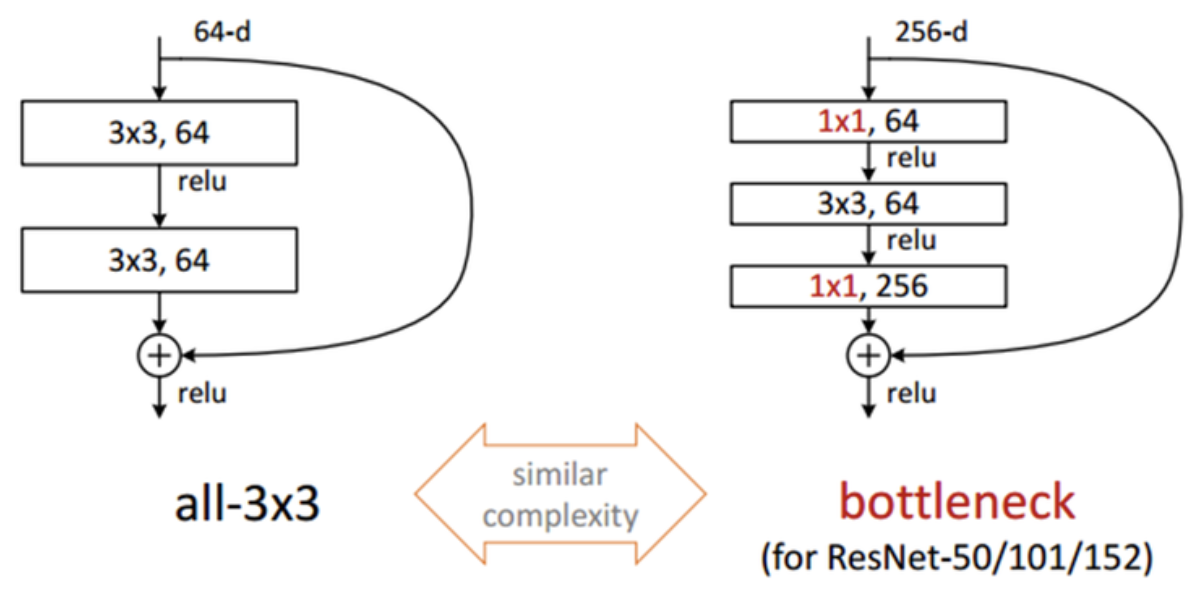 64-d
3x3, 64
relu
3x3, 64
+
relu
all-3x3
similar
complexity
256-d
1x1, 64
relu
3x3, 64
relu
1x1, 256
+
relu
bottleneck
(for ResNet-50/101/152)